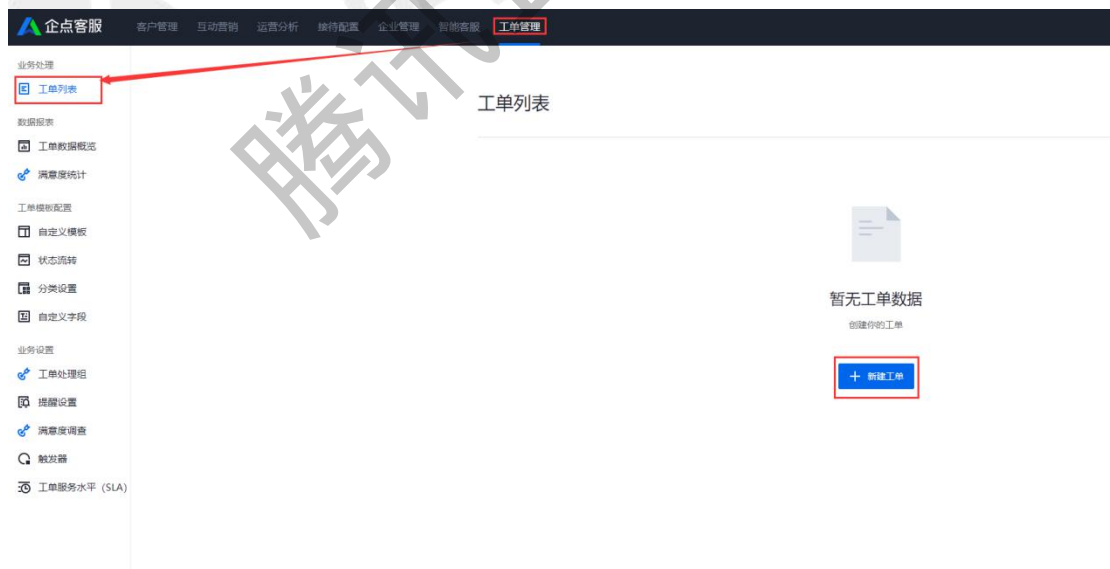 企点客服 客户管理 互动营销 运营分析 接待配置 企业管理 智能客服 工单管理
业务处理
工单列表
工单列表
数据报表
工单数据概览
满意度统计
工单模板配置
自定义模板
状态流转
分类设置
自定义字段
暂无工单数据
创建你的工单
+ 新建工单
业务设置
工单处理组
提醒设置
满意度调查
触发器
工单服务水平 (SLA)
腾讯